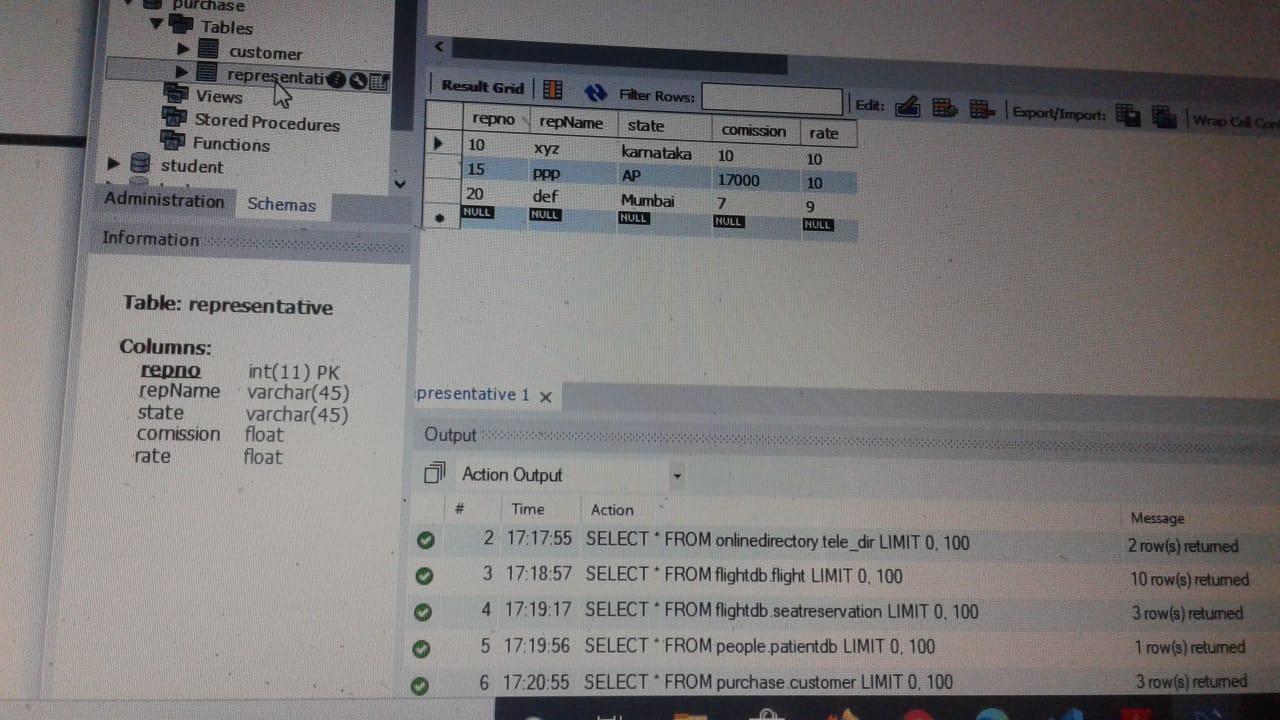 purchase
Tables
customer
representati
Views
Stored Procedures
Functions
student
Administration Schemas
Information
Table: representative
Columns:
repno int(11) PK
repName varchar(45)
state varchar(45)
comission float
rate float
Result Grid Filter Rows: Edit: Export/Import: Wrap Cell Con
repno repName state comission rate
10 xyz karnataka 10 10
15 ppp AP 17000 10
20 def Mumbai 7 9
NULL NULL NULL NULL NULL
presentative 1
Output
Action Output
# Time Action Message
2 17:17:55 SELECT * FROM onlinedirectory.tele_dir LIMIT 0, 100 2 row(s) returned
3 17:18:57 SELECT * FROM flightdb.flight LIMIT 0, 100 10 row(s) returned
4 17:19:17 SELECT * FROM flightdb.seatreservation LIMIT 0, 100 3 row(s) returned
5 17:19:56 SELECT * FROM people.patientdb LIMIT 0, 100 1 row(s) returned
6 17:20:55 SELECT * FROM purchase.customer LIMIT 0, 100 3 row(s) returned